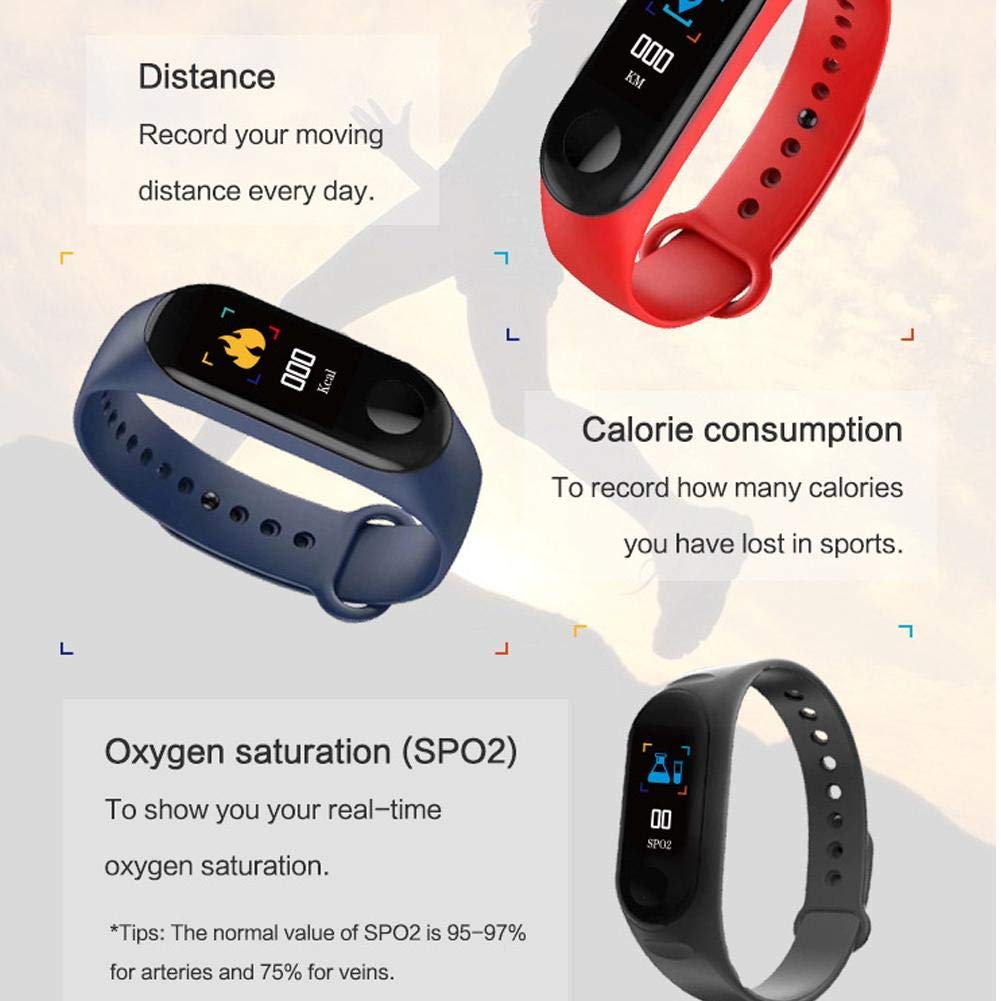 Distance
Record your moving
distance every day.
000
KM
000
Kcal
Calorie consumption
To record how many calories
you have lost in sports.
Oxygen saturation (SPO2)
To show you your real-time
oxygen saturation.
*Tips: The normal value of SPO2 is 95-97%
for arteries and 75% for veins.
00
SPO2